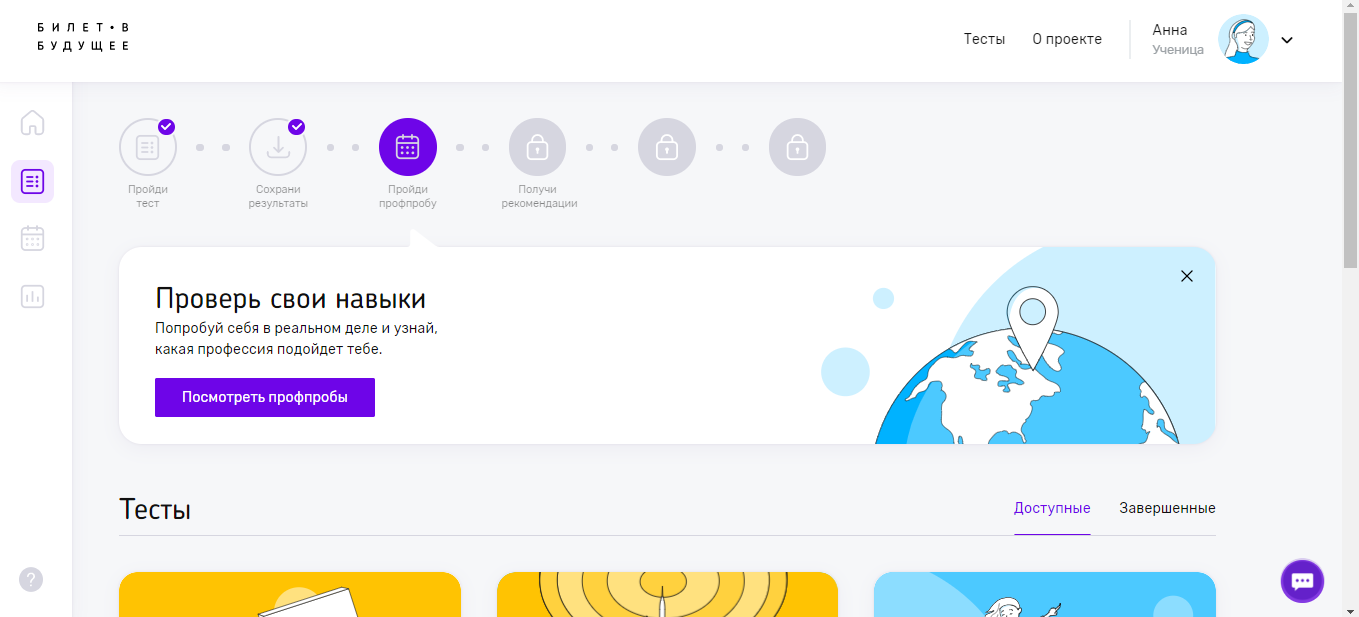 БИЛЕТ•В
БУДУЩЕЕ
Тесты
О проекте
Анна
Ученица
Пройди
тест
Сохрани
результаты
Пройди
профпробу
Получи
рекомендации
Проверь свои навыки
Попробуй себя в реальном деле и узнай,
какая профессия подойдет тебе.
Посмотреть профпробы
Тесты
Доступные
Завершенные
?